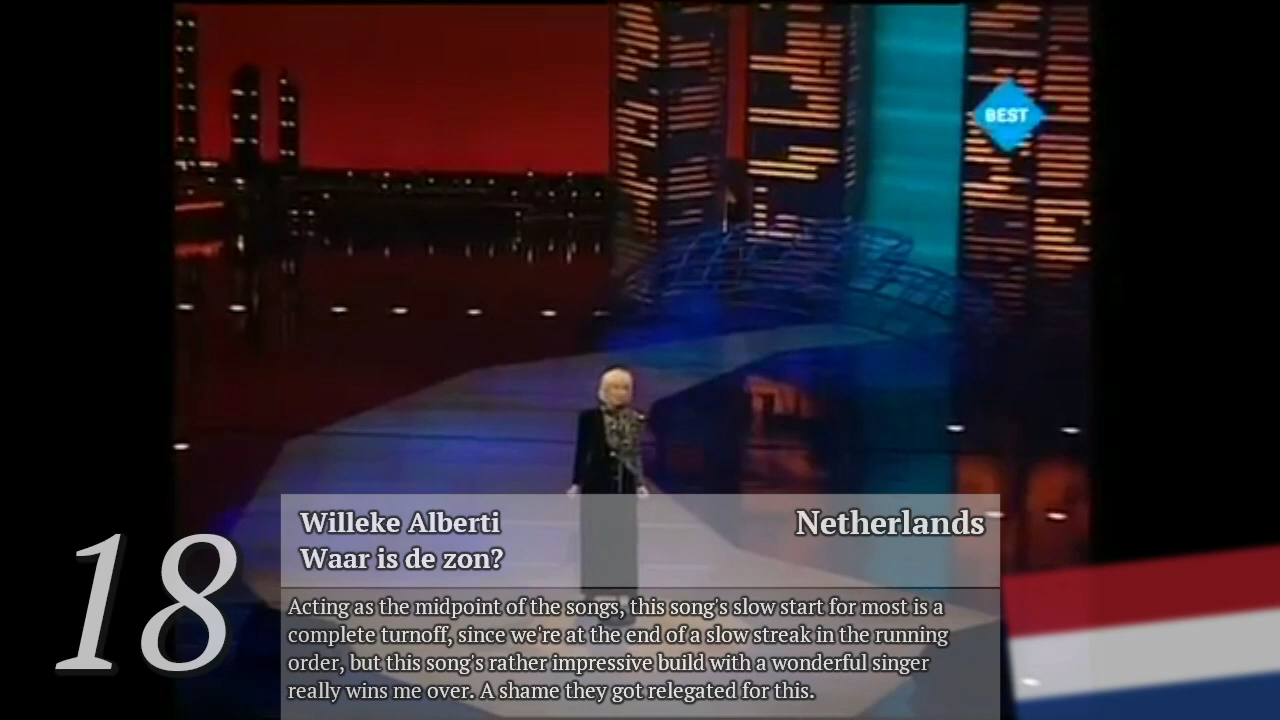 BEST
Willeke Alberti
Netherlands
Waar is de zon?
18
Acting as the midpoint of the songs, this song's slow start for most is a
complete turnoff, since we're at the end of a slow streak in the running
order, but this song's rather impressive build with a wonderful singer
really wins me over. A shame they got relegated for this.